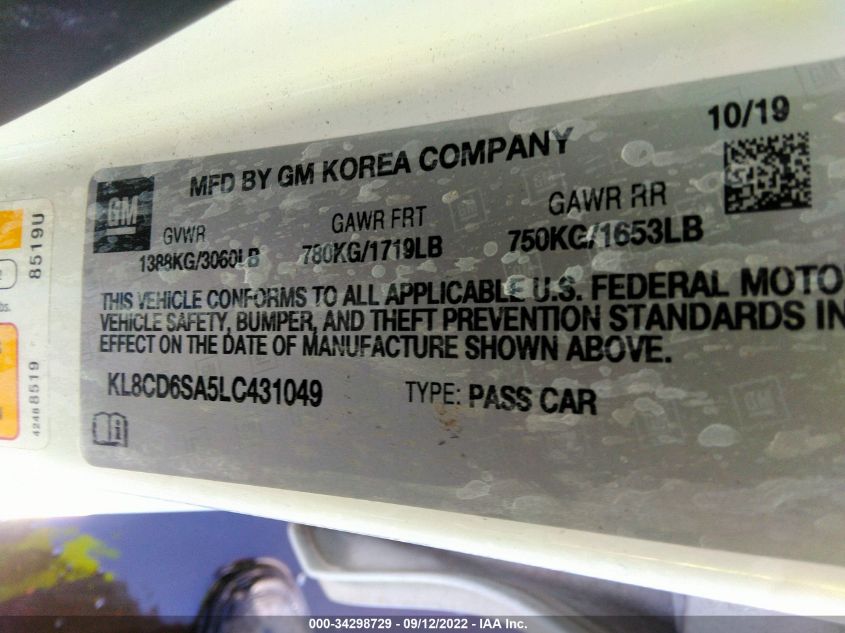 10/19
MFD BY GM KOREA COMPANY
GM
GVWR GAWR FRT GAWR RR
1388KG/3060LB 780KG/1719LB 750KG/1653LB
THIS VEHICLE CONFORMS TO ALL APPLICABLE U.S. FEDERAL MOTO
VEHICLE SAFETY, BUMPER, AND THEFT PREVENTION STANDARDS IN
EFFECT ON THE DATE OF MANUFACTURE SHOWN ABOVE.
KL8CD6SA5LC431049 TYPE: PASS CAR
8519U
4248 8519
000-34298729 - 09/12/2022 - IAA Inc.